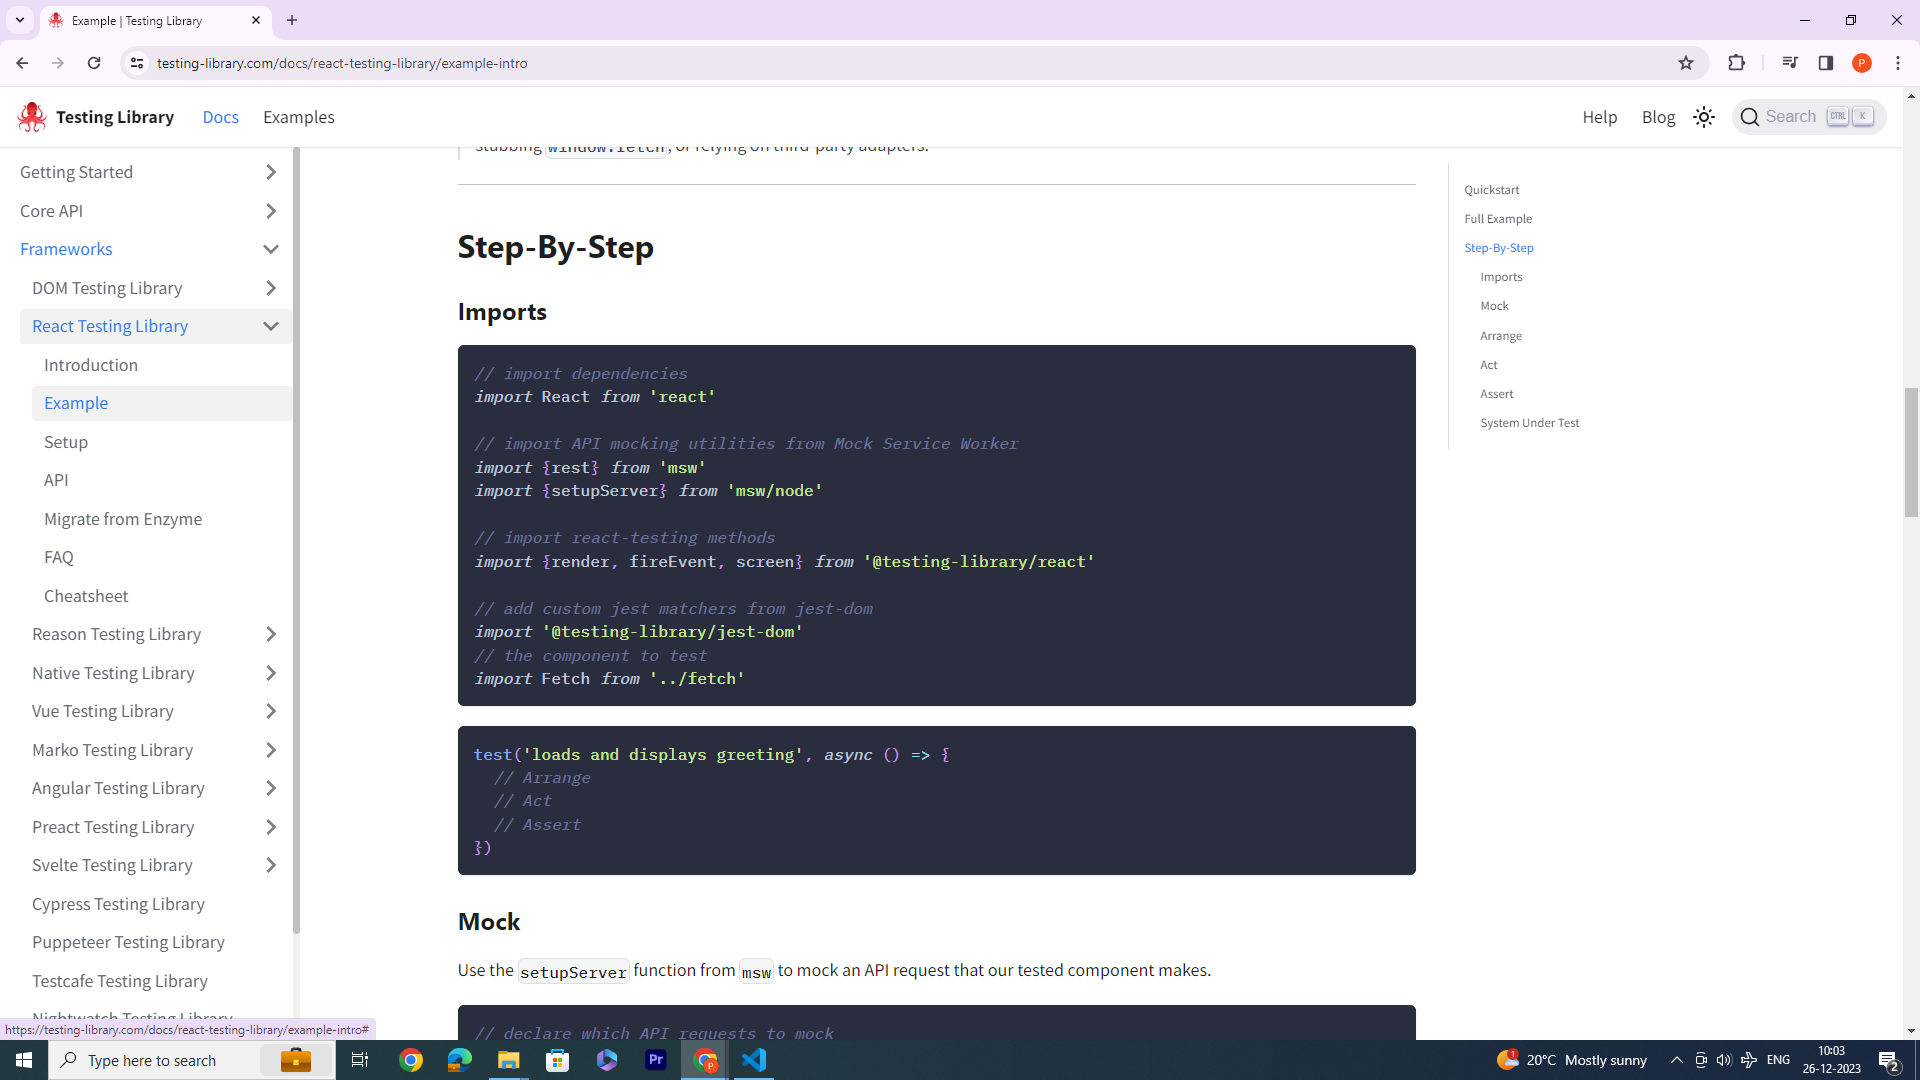 Example | Testing Library
testing-library.com/docs/react-testing-library/example-intro
P
Testing Library
Docs
Examples
Help
Blog
Search
CTRL
K
Getting Started
Core API
Frameworks
DOM Testing Library
React Testing Library
Introduction
Example
Setup
API
Migrate from Enzyme
FAQ
Cheatsheet
Reason Testing Library
Native Testing Library
Vue Testing Library
Marko Testing Library
Angular Testing Library
Preact Testing Library
Svelte Testing Library
Cypress Testing Library
Puppeteer Testing Library
Testcafe Testing Library
Nightwatch Testing Library
https://testing-library.com/docs/react-testing-library/example-intro#
stubbing window.fetch, or relying on third-party adapters.
Step-By-Step
Imports
// import dependencies
import React from 'react'
// import API mocking utilities from Mock Service Worker
import {rest} from 'msw'
import {setupServer} from 'msw/node'
// import react-testing methods
import {render, fireEvent, screen} from '@testing-library/react'
// add custom jest matchers from jest-dom
import '@testing-library/jest-dom'
// the component to test
import Fetch from '../fetch'
test('loads and displays greeting', async () => {
// Arrange
// Act
// Assert
})
Mock
Use the setupServer function from msw to mock an API request that our tested component makes.
// declare which API requests to mock
Quickstart
Full Example
Step-By-Step
Imports
Mock
Arrange
Act
Assert
System Under Test
Type here to search
Pr
P
1
20°C Mostly sunny
ENG
10:03
26-12-2023
2